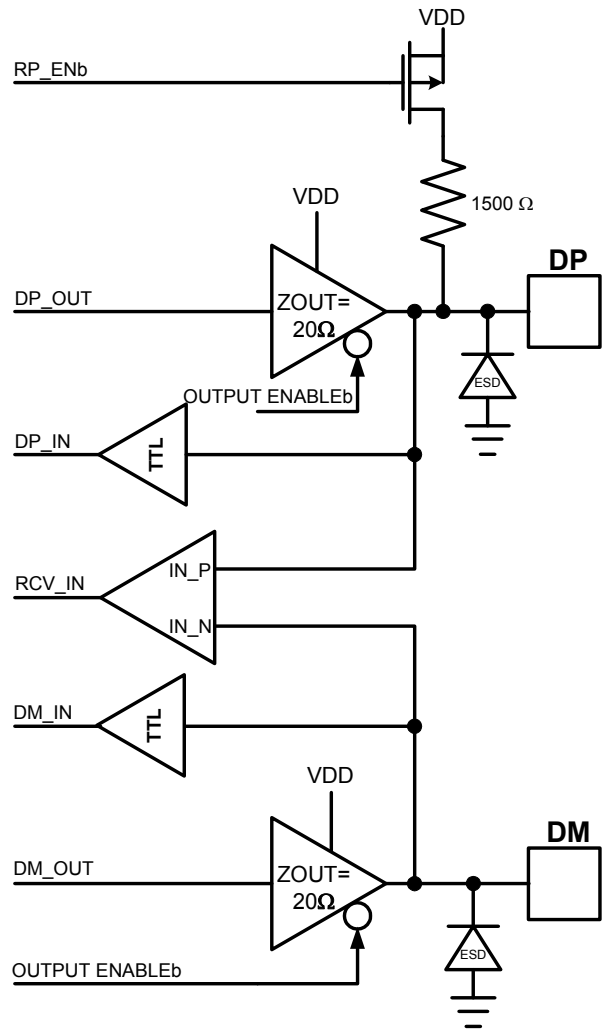 VDD
RP_ENb
1500 Ω
VDD
DP
DP_OUT
ZOUT=
20Ω
OUTPUT ENABLEb
ESD
DP_IN
TTL
IN_P
RCV_IN
IN_N
DM_IN
TTL
VDD
DM
DM_OUT
ZOUT=
20Ω
ESD
OUTPUT ENABLEb